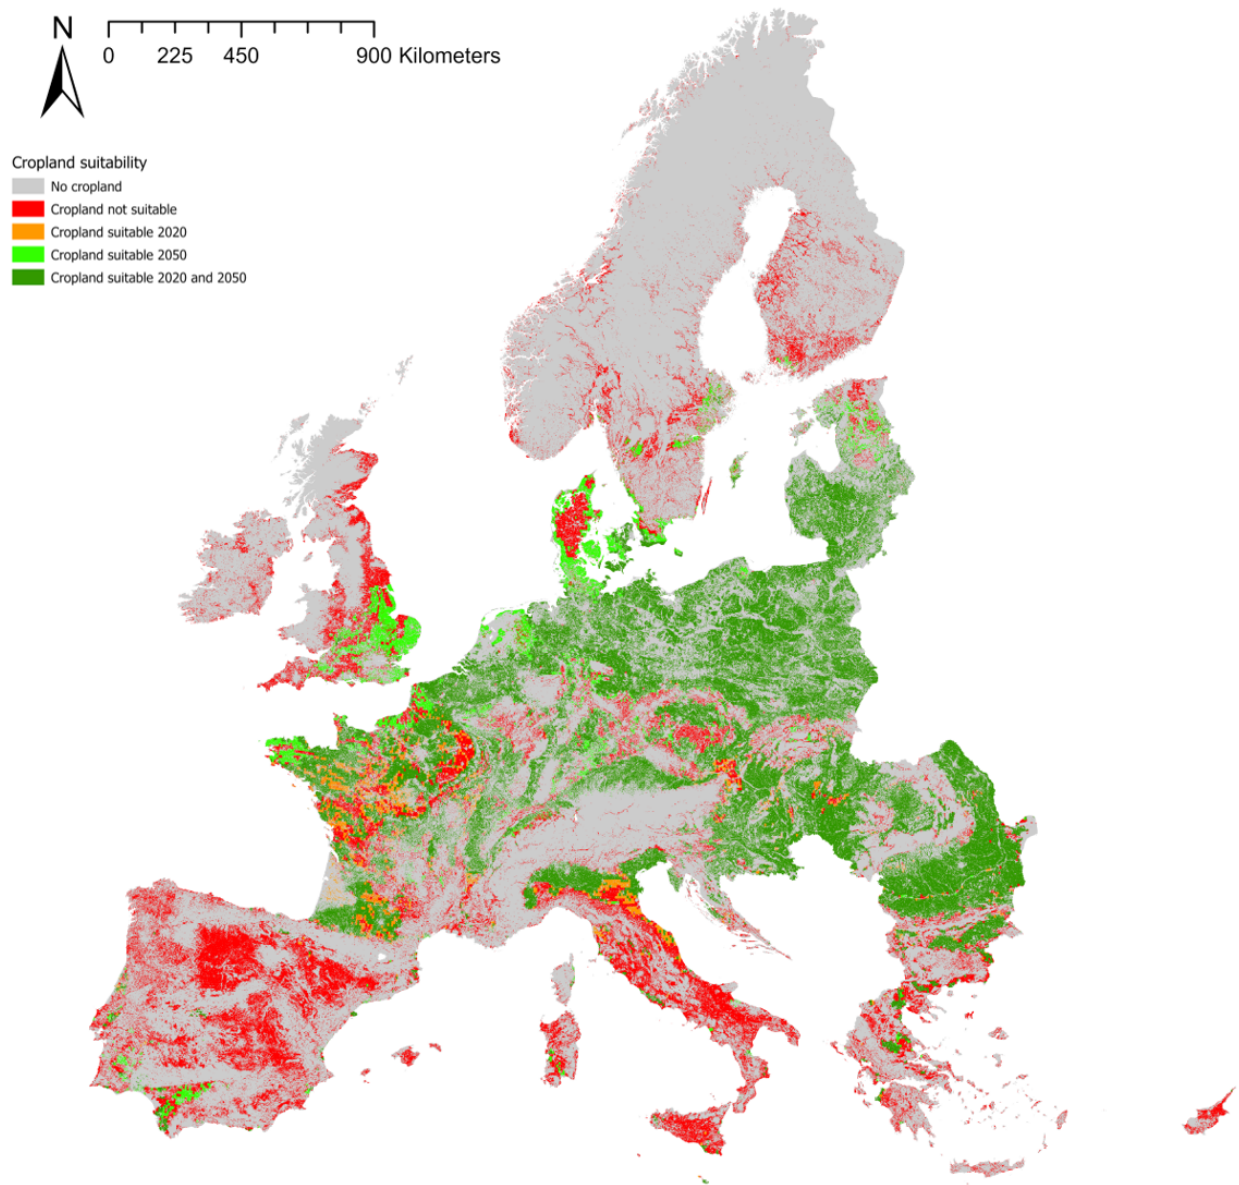 N
0 225 450 900 Kilometers
Cropland suitability
No cropland
Cropland not suitable
Cropland suitable 2020
Cropland suitable 2050
Cropland suitable 2020 and 2050